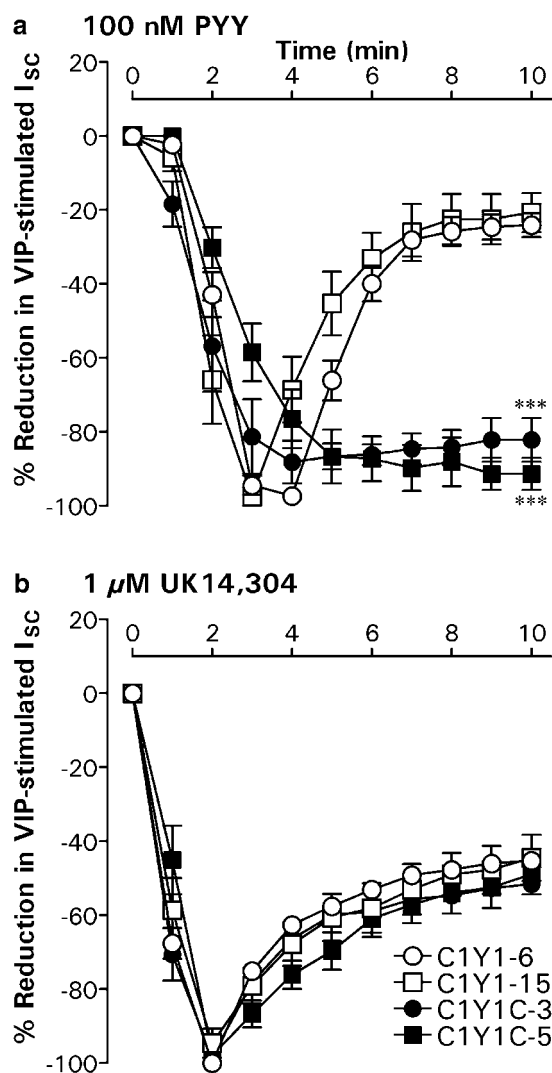 a 100 nM PYY
Time (min)
0 2 4 6 8 10
20
0
-20
-40
-60
-80
-100
% Reduction in VIP-stimulated ISC
***
***
b 1 µM UK14,304
0 2 4 6 8 10
20
0
-20
-40
-60
-80
-100
% Reduction in VIP-stimulated ISC
C1Y1-6
C1Y1-15
C1Y1C-3
C1Y1C-5